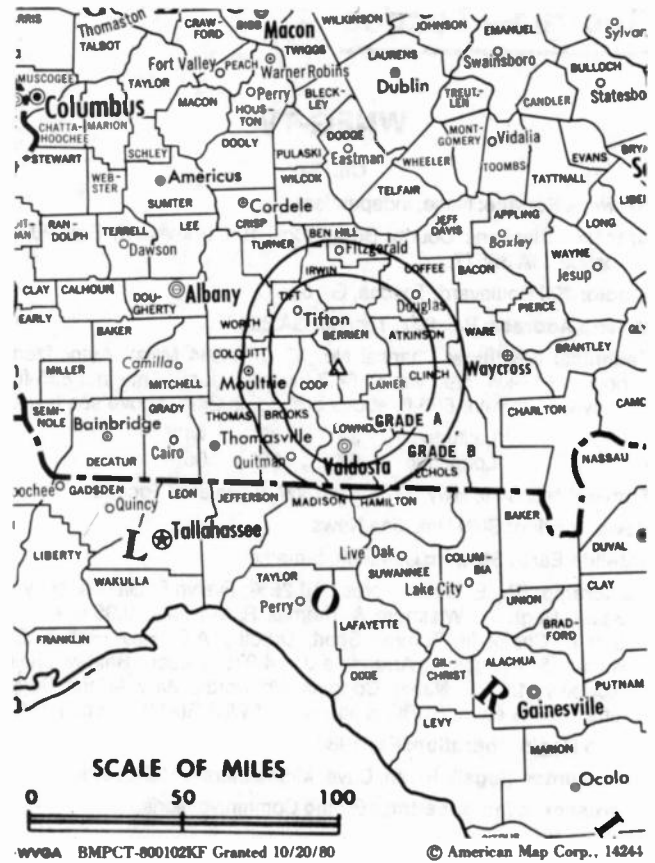 RRIS
Thomaston
CRAW-
FORD
BIBB
Macon
WILKINSON
JOHNSON
EMANUEL
Sylvan
TALBOT
TWIGGS
LAURENS
Swainsboro
BULLOCH
Fort Valley
PEACH
Warner Robins
MUSCOGEE
TAYLOR
Perry
BLECK-
LEY
Dublin
TREUT-
LEN
CANDLER
Statesbo
Columbus
MACON
HOUS-
TON
CHATTA-
HOOCHEE
MARION
DODGE
MONT-
GOMERY
Vidalia
DOOLY
Eastman
WHEELER
TOOMBS
EVANS
BRY
STEWART
SCHLEY
PULASKI
WEB-
STER
Americus
WILCOX
TELFAIR
TATTNALL
SUMTER
Cordele
CRISP
JEFF
DAVIS
APPLING
LIBE
LONG
RAN-
DOLPH
TERRELL
LEE
BEN HILL
Baxley
Dawson
TURNER
Fitzgerald
WAYNE
IRWIN
COFFEE
BACON
Jesup
CLAY
CALHOUN
DOU-
GHERTY
Albany
TIFT
Douglas
PIERCE
EARLY
WORTH
Tifton
BAKER
BERRIEN
ATKINSON
WARE
BRANTLEY
COLQUITT
MILLER
Camilla
Moultrie
COOK
LANIER
CLINCH
Waycross
MITCHELL
CAMD
SEMI-
NOLE
GRADY
THOMAS
BROOKS
CHARLTON
Bainbridge
LOWNDES
GRADE A
Cairo
Thomasville
Quitman
GRADE B
NASSAU
DECATUR
Valdosta
ECHOLS
oochee
GADSDEN
LEON
JEFFERSON
MADISON
HAMILTON
BAKER
Quincy
DUVAL
L
Tallahassee
LIBERTY
Live Oak
COLUM-
BIA
SUWANNEE
WAKULLA
TAYLOR
Lake City
CLAY
Perry
O
UNION
LAFAYETTE
BRAD-
FORD
FRANKLIN
DIXIE
GIL-
CHRIST
ALACHUA
PUTNAM
R
Gainesville
LEVY
MARION
SCALE OF MILES
Ocala
0 50 100
I
WVGA BMPCT-800102KF Granted 10/20/80 © American Map Corp., 14244